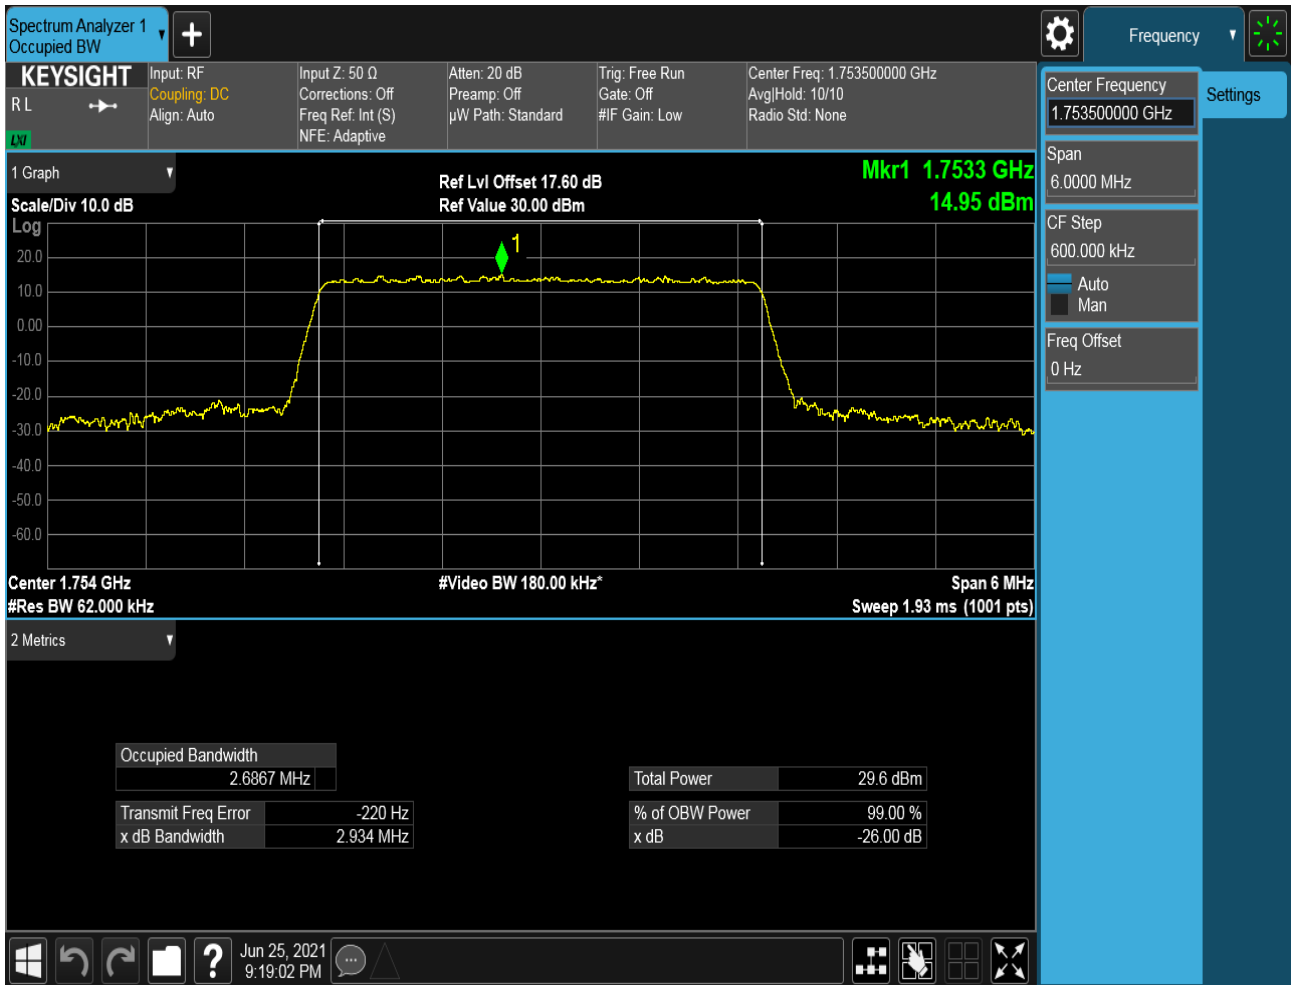 Spectrum Analyzer 1
Occupied BW
Frequency
KEYSIGHT
R L
LXI
Input: RF
Coupling: DC
Align: Auto
Input Z: 50 Ω
Corrections: Off
Freq Ref: Int (S)
NFE: Adaptive
Atten: 20 dB
Preamp: Off
µW Path: Standard
Trig: Free Run
Gate: Off
#IF Gain: Low
Center Freq: 1.753500000 GHz
Avg|Hold: 10/10
Radio Std: None
Center Frequency
1.753500000 GHz
Settings
Span
6.0000 MHz
CF Step
600.000 kHz
Auto
Man
Freq Offset
0 Hz
1 Graph
Scale/Div 10.0 dB
Ref Lvl Offset 17.60 dB
Ref Value 30.00 dBm
Mkr1 1.7533 GHz
14.95 dBm
Log
1
20.0
10.0
0.00
-10.0
-20.0
-30.0
-40.0
-50.0
-60.0
Center 1.754 GHz
#Res BW 62.000 kHz
#Video BW 180.00 kHz*
Span 6 MHz
Sweep 1.93 ms (1001 pts)
2 Metrics
Occupied Bandwidth
2.6867 MHz
Transmit Freq Error -220 Hz
x dB Bandwidth 2.934 MHz
Total Power 29.6 dBm
% of OBW Power 99.00 %
x dB -26.00 dB
?
Jun 25, 2021
9:19:02 PM